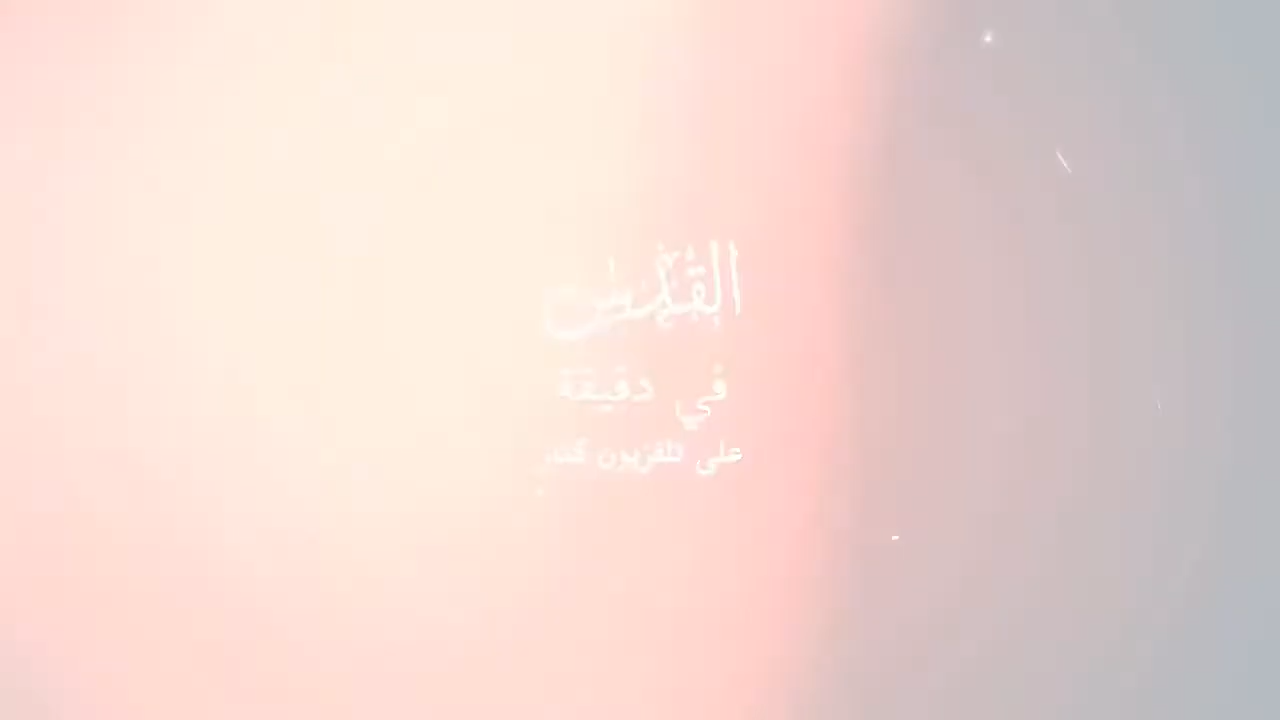 القدس
في دقيقة
على تلفزيون